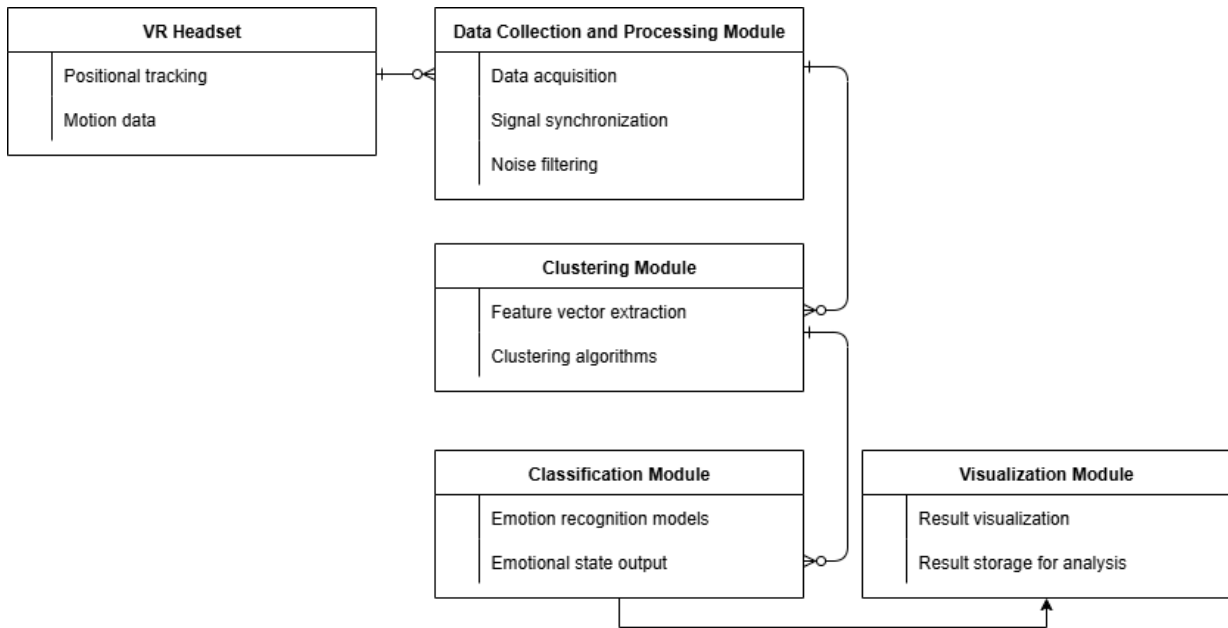 VR Headset
Positional tracking
Motion data
Data Collection and Processing Module
Data acquisition
Signal synchronization
Noise filtering
Clustering Module
Feature vector extraction
Clustering algorithms
Classification Module
Emotion recognition models
Emotional state output
Visualization Module
Result visualization
Result storage for analysis